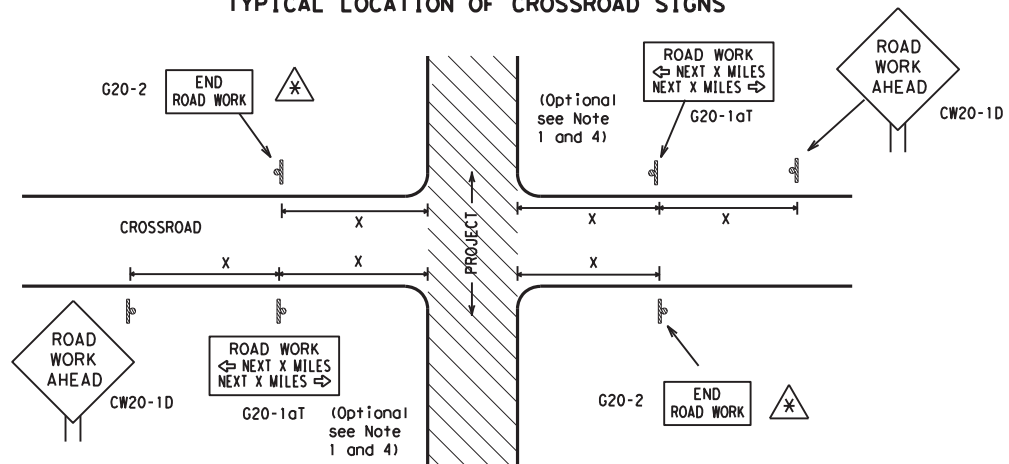 TYPICAL LOCATION OF CROSSROAD SIGNS
G20-2
END
ROAD WORK
*
(Optional
see Note
1 and 4)
ROAD WORK
⇦ NEXT X MILES
NEXT X MILES ⇨
G20-1aT
ROAD
WORK
AHEAD
CW20-1D
CROSSROAD
X
X
X
PROJECT
X
X
X
ROAD
WORK
AHEAD
CW20-1D
ROAD WORK
⇦ NEXT X MILES
NEXT X MILES ⇨
G20-1aT
(Optional
see Note
1 and 4)
G20-2
END
ROAD WORK
*